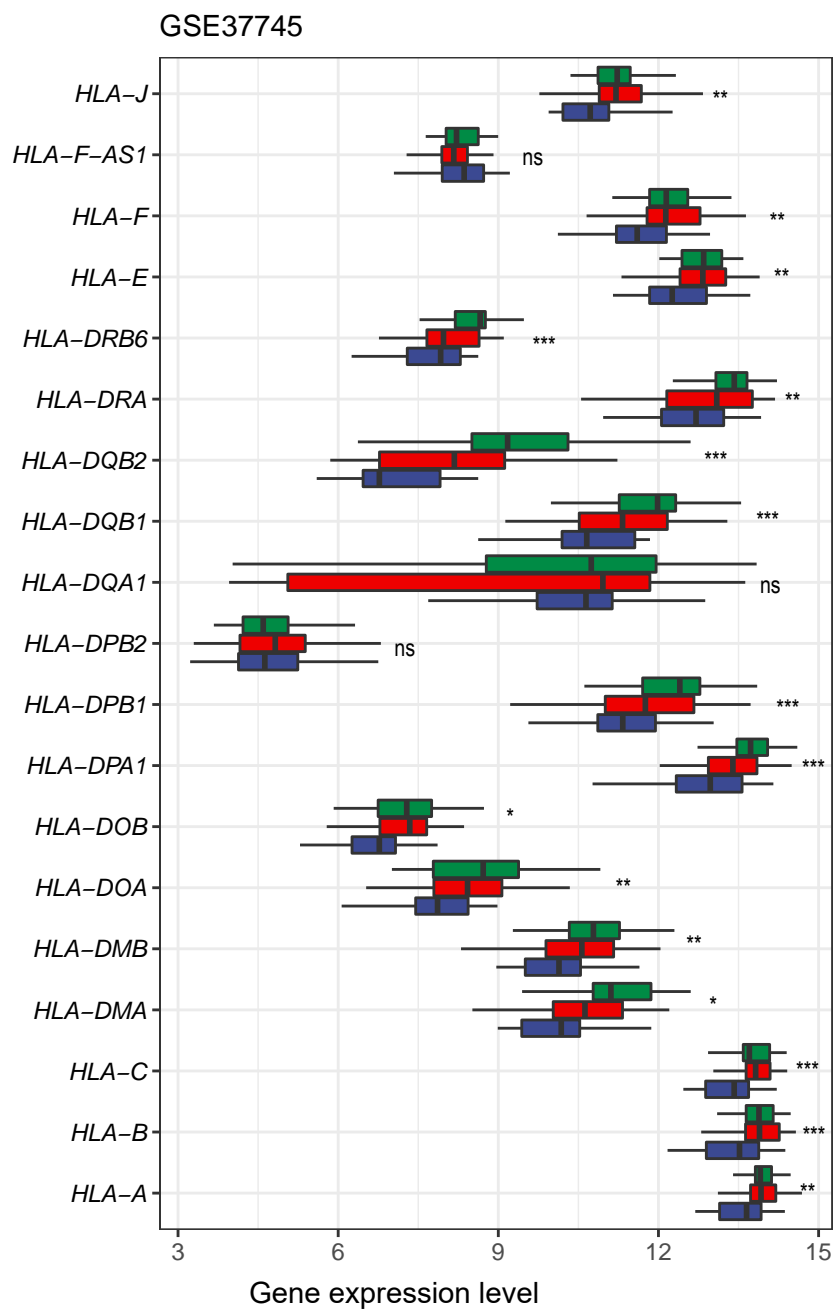 GSE37745
HLA−J **
HLA−F−AS1 ns
HLA−F **
HLA−E **
HLA−DRB6 ***
HLA−DRA **
HLA−DQB2 ***
HLA−DQB1 ***
HLA−DQA1 ns
HLA−DPB2 ns
HLA−DPB1 ***
HLA−DPA1 ***
HLA−DOB *
HLA−DOA **
HLA−DMB **
HLA−DMA *
HLA−C ***
HLA−B ***
HLA−A **
3 6 9 12 15
Gene expression level